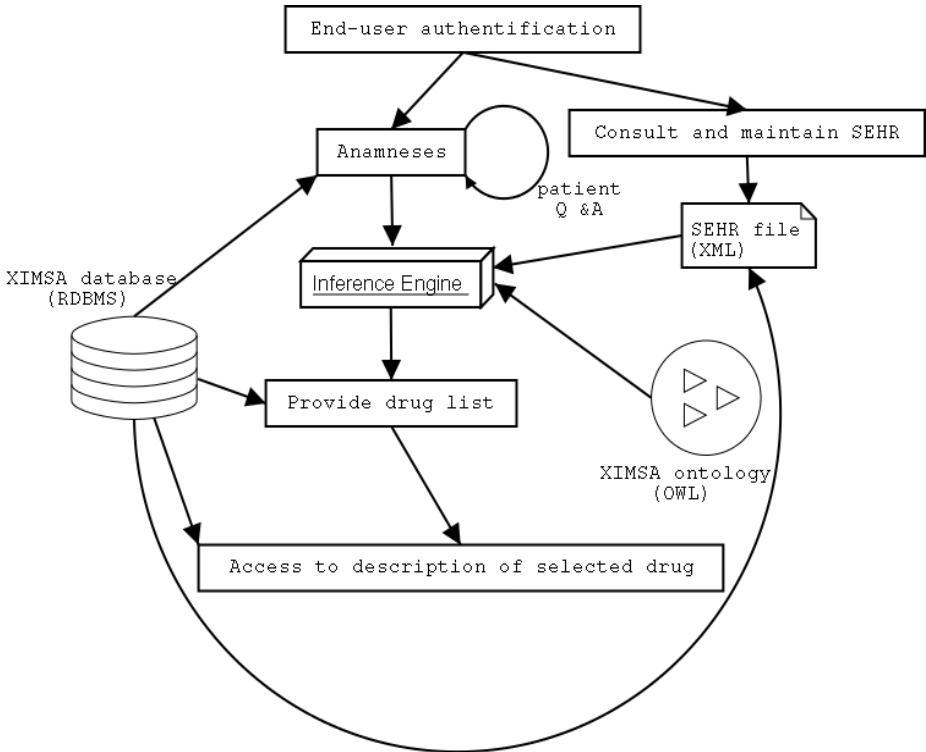 End-user authentification
Consult and maintain SEHR
Anamneses
patient
Q &A
SEHR file
(XML)
XIMSA database
(RDBMS)
Inference Engine
Provide drug list
XIMSA ontology
(OWL)
Access to description of selected drug